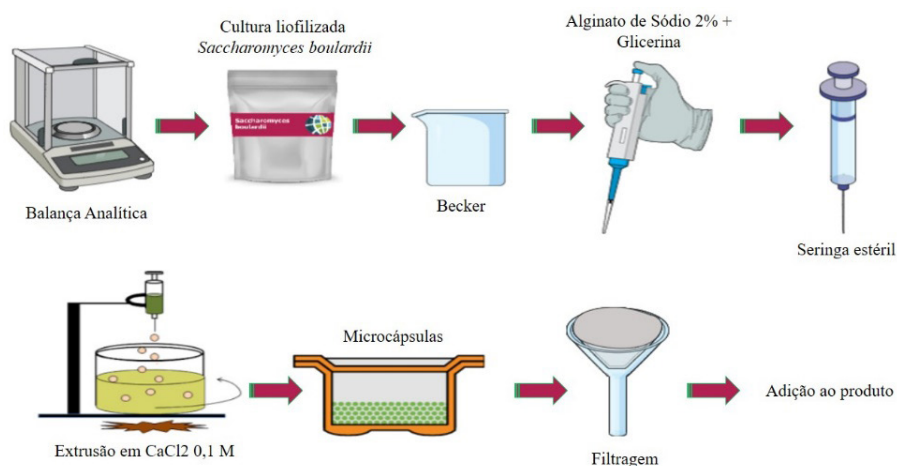 Cultura liofilizada
Saccharomyces boulardii
Alginato de Sódio 2% +
Glicerina
Saccharomyces
boulardii
Balança Analítica
Becker
Seringa estéril
Microcápsulas
Adição ao produto
Extrusão em CaCl2 0,1 M
Filtragem